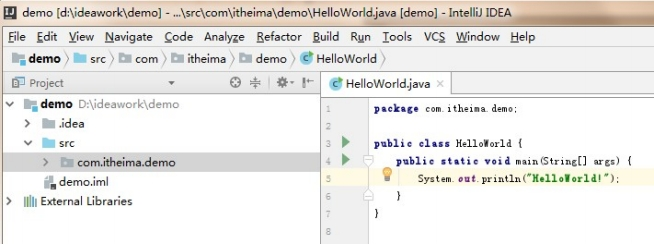 demo [d:\ideawork\demo] - ...\src\com\itheima\demo\HelloWorld.java [demo] - IntelliJ IDEA
File Edit View Navigate Code Analyze Refactor Build Run Tools VCS Window Help
demo src com itheima demo HelloWorld
Project
HelloWorld.java
demo D:\ideawork\demo
.idea
src
com.itheima.demo
demo.iml
External Libraries
1 package com.itheima.demo;
2
3 public class HelloWorld {
4 public static void main(String[] args) {
5 System.out.println("HelloWorld!");
6 }
7 }
8